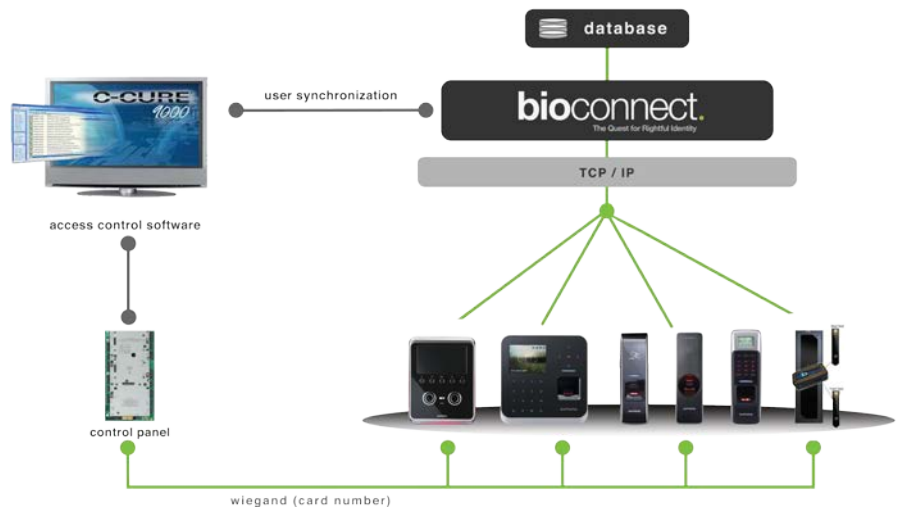 database
C-CURE
9000
user synchronization
bioconnect.
The Quest for Rightful Identity
TCP / IP
access control software
control panel
wiegand (card number)